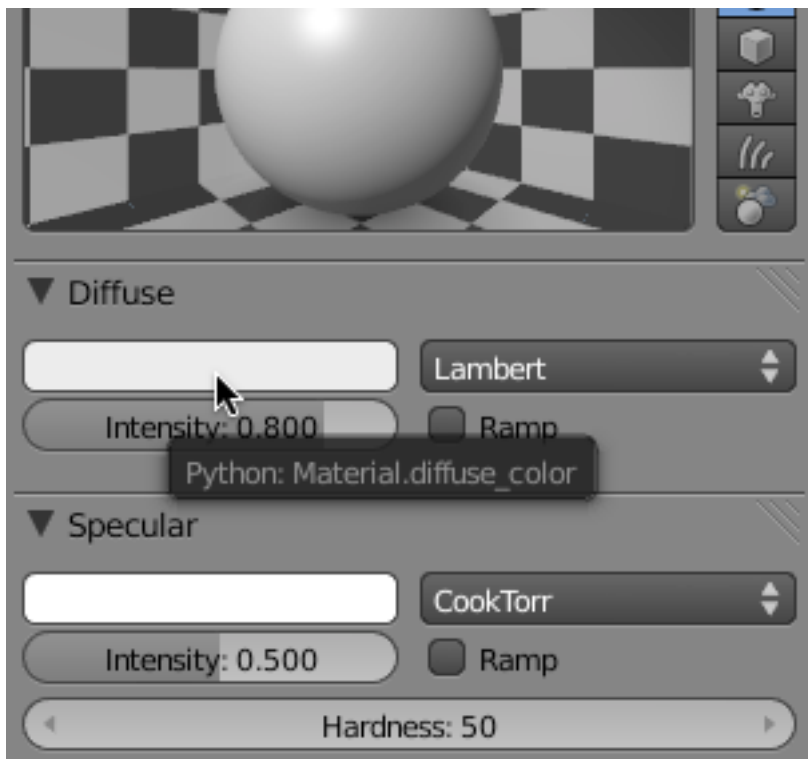 Diffuse
Lambert
Intensity: 0.800
Ramp
Python: Material.diffuse_color
Specular
CookTorr
Intensity: 0.500
Ramp
Hardness: 50